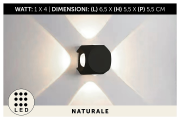 WATT: 1 X 4 | DIMENSIONI: (L) 6,5 X (H) 5,5 X (P) 5,5 CM
LED
NATURALE